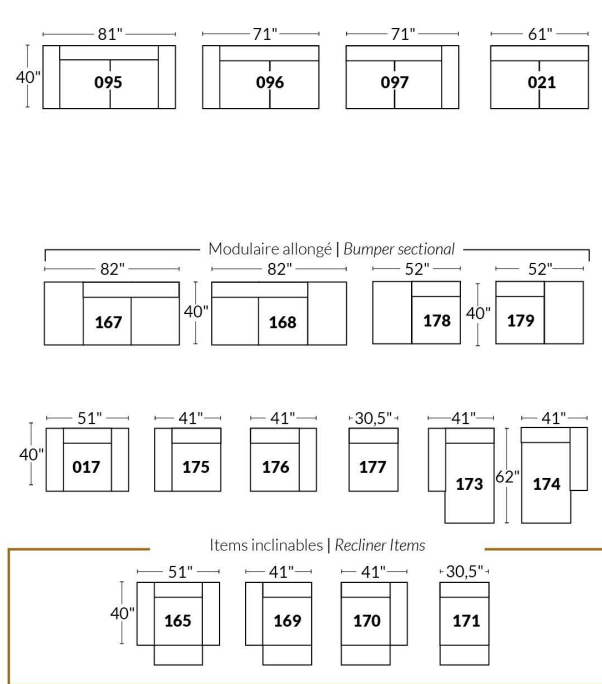 81" 71" 71" 61"
40"
095 096 097 021
Modulaire allongé | Bumper sectional
82" 82" 52" 52"
40" 40"
167 168 178 179
51" 41" 41" 30,5" 41" 41"
40"
017 175 176 177 173 62" 174
Items inclinables | Recliner Items
51" 41" 41" 30,5"
40"
165 169 170 171